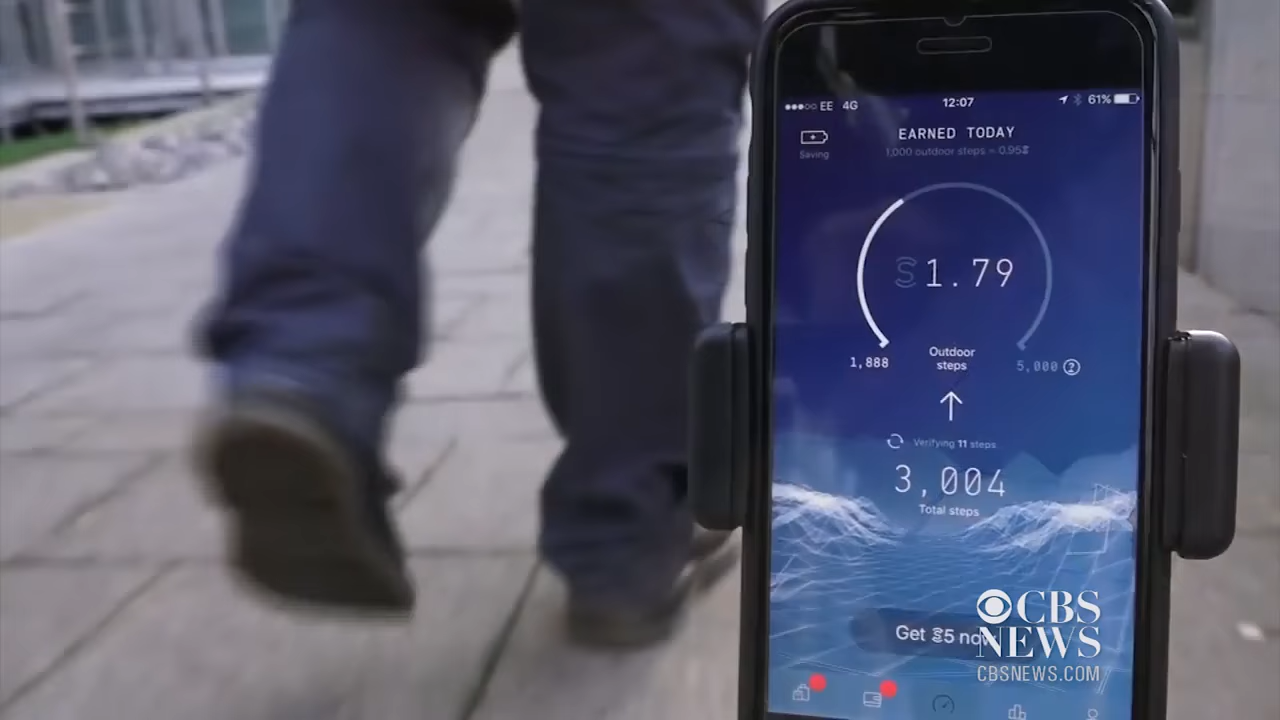 EE 4G 12:07 61%
Saving
EARNED TODAY
1,000 outdoor steps = 0.95
1.79
1,888
Outdoor
steps
5,000 ?
Verifying 11 steps
3,004
Total steps
Get 5 now
CBS
NEWS
CBSNEWS.COM